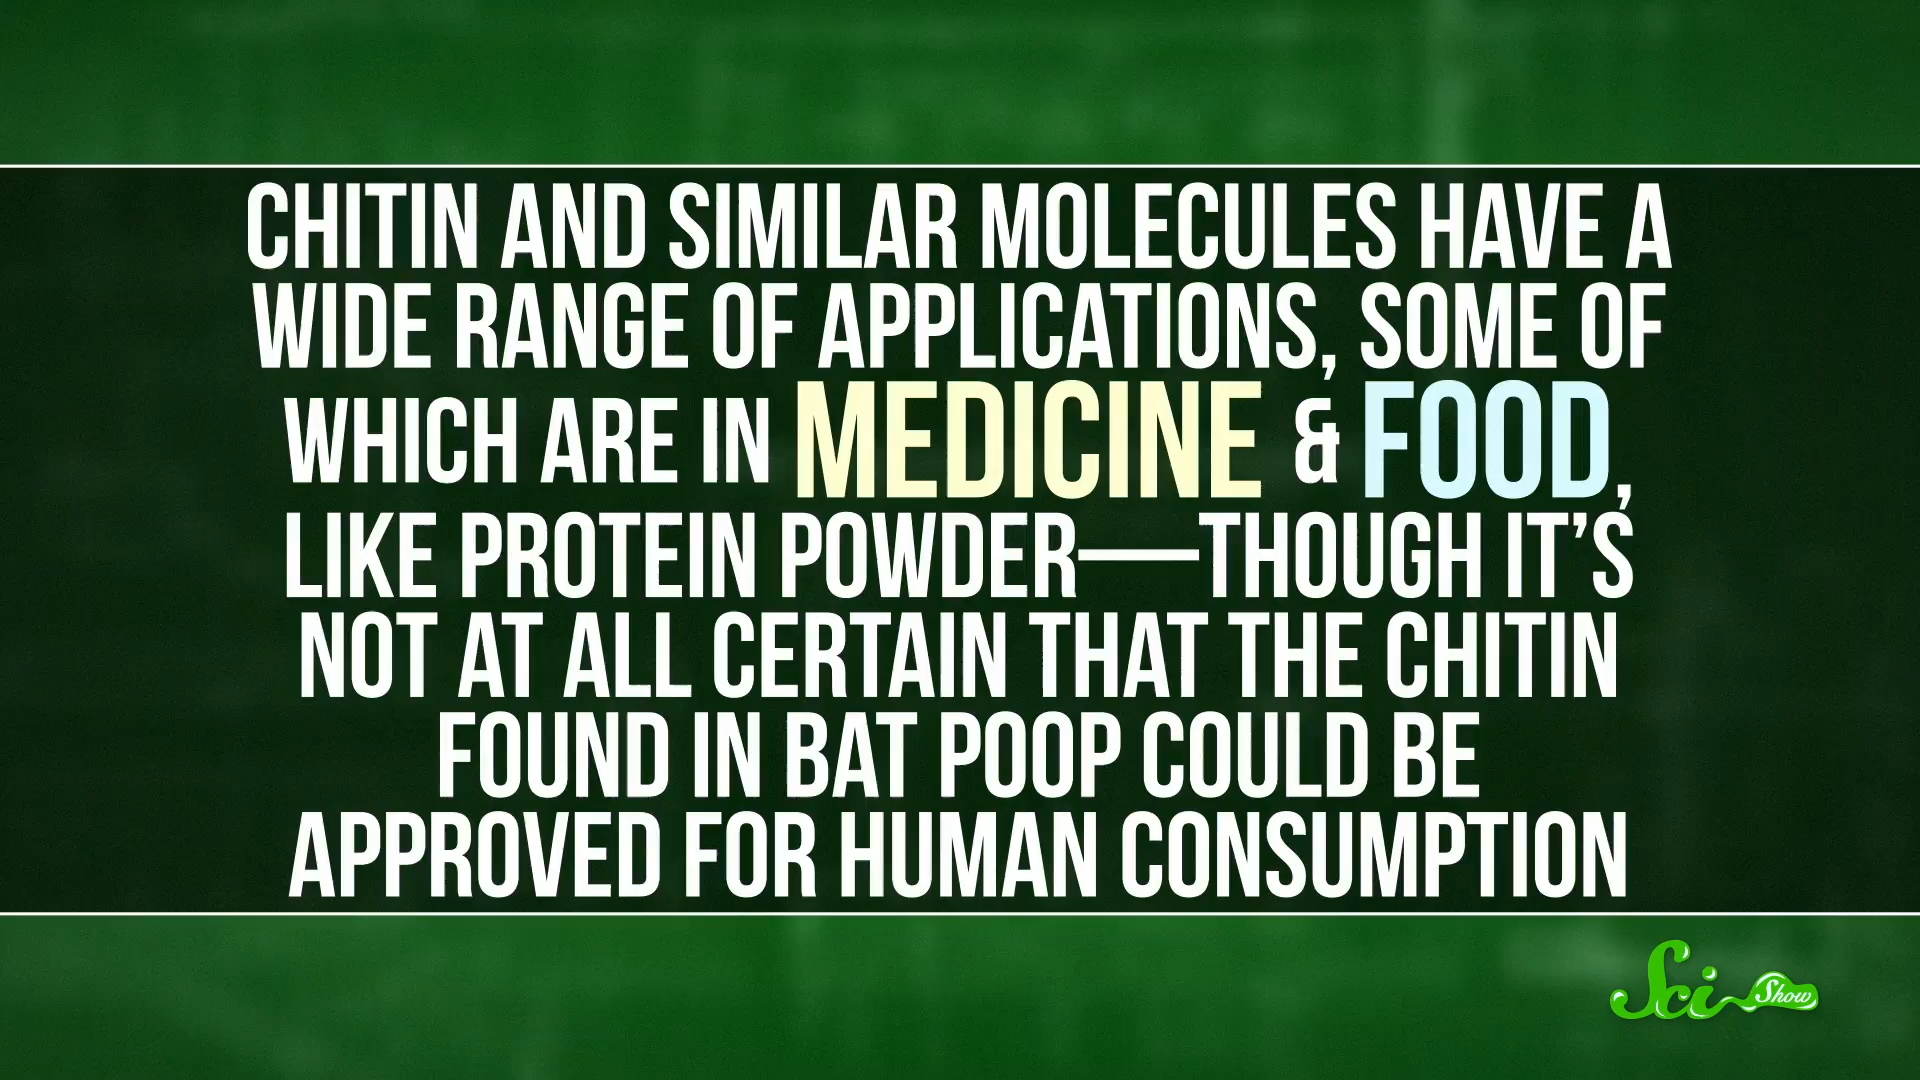 CHITIN AND SIMILAR MOLECULES HAVE A
WIDE RANGE OF APPLICATIONS, SOME OF
WHICH ARE IN MEDICINE & FOOD,
LIKE PROTEIN POWDER—THOUGH IT'S
NOT AT ALL CERTAIN THAT THE CHITIN
FOUND IN BAT POOP COULD BE
APPROVED FOR HUMAN CONSUMPTION
Sci Show